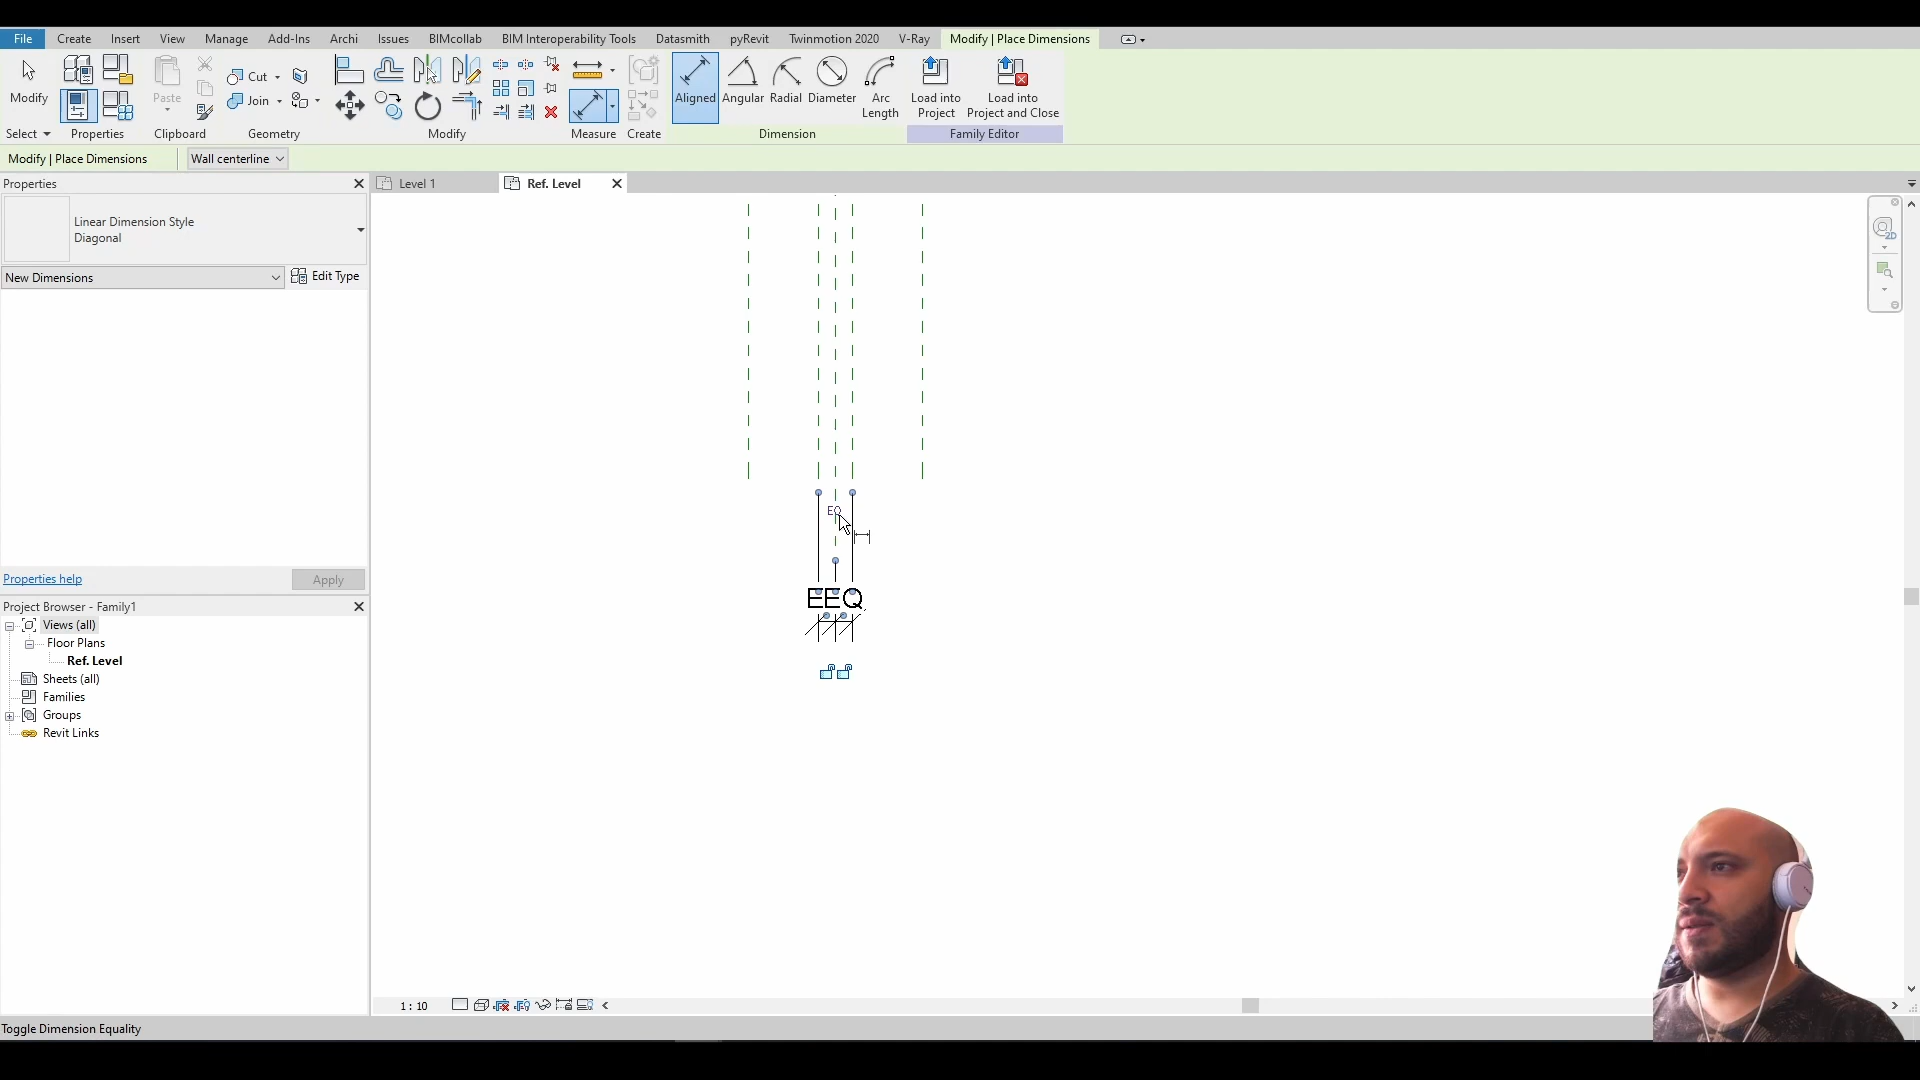 File Create Insert View Manage Add-Ins Archi Issues BIMcollab BIM Interoperability Tools Datasmith pyRevit Twinmotion 2020 V-Ray Modify | Place Dimensions
Modify Paste Cut Join Aligned Angular Radial Diameter Arc Length Load into Project Load into Project and Close
Select Properties Clipboard Geometry Modify Measure Create Dimension Family Editor
Modify | Place Dimensions Wall centerline
Properties
Level 1 Ref. Level
Linear Dimension Style
Diagonal
New Dimensions Edit Type
2D
EQ
Properties help Apply
EEQ
Project Browser - Family1
Views (all)
Floor Plans
Ref. Level
Sheets (all)
Families
Groups
Revit Links
1 : 10
Toggle Dimension Equality